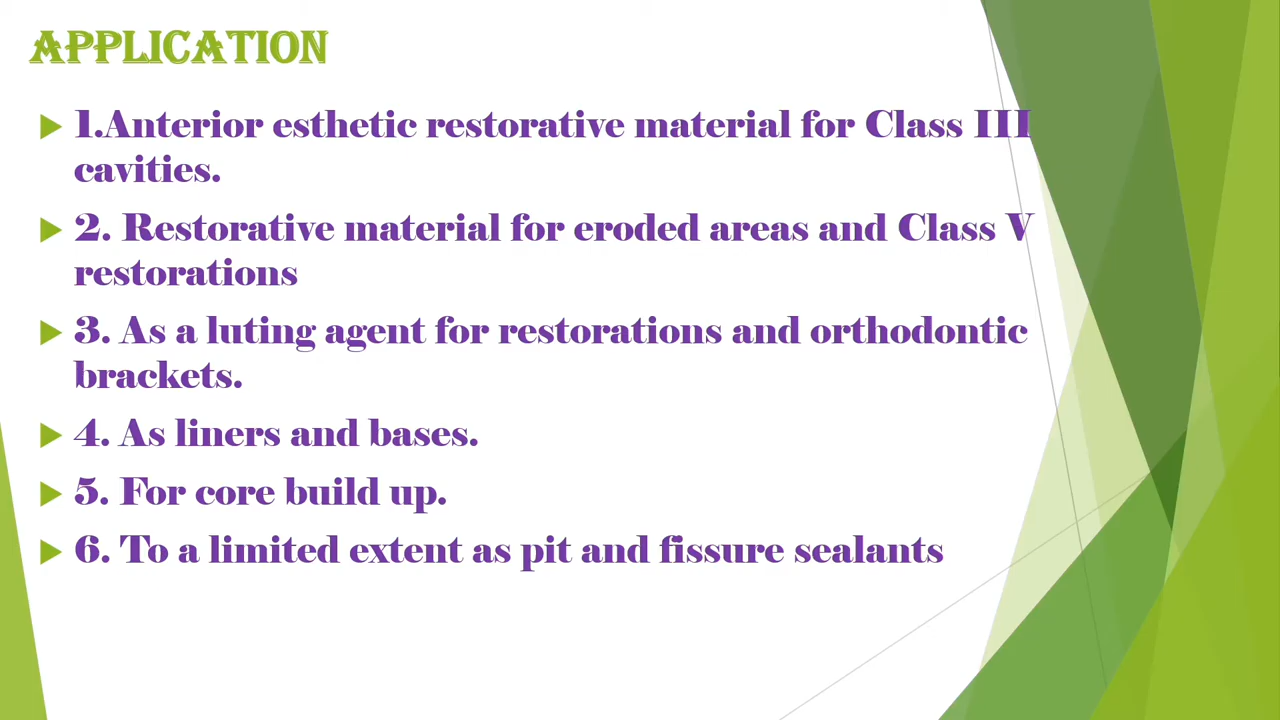 APPLICATION
1.Anterior esthetic restorative material for Class III
cavities.
2. Restorative material for eroded areas and Class V
restorations
3. As a luting agent for restorations and orthodontic
brackets.
4. As liners and bases.
5. For core build up.
6. To a limited extent as pit and fissure sealants